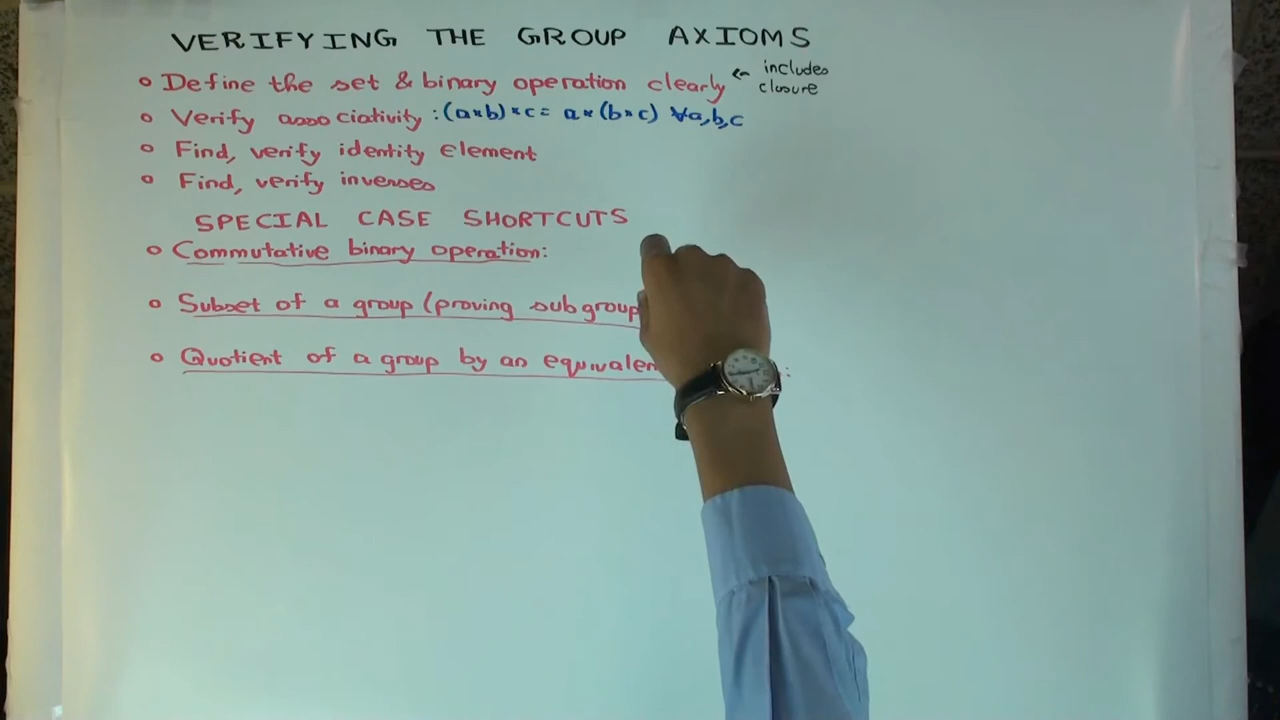 VERIFYING THE GROUP AXIOMS
• Define the set & binary operation clearly ← includes closure
• Verify associativity : (a*b)*c = a*(b*c) ∀a,b,c
• Find, verify identity element
• Find, verify inverses
SPECIAL CASE SHORTCUTS
• Commutative binary operation:
• Subset of a group (proving subgroup
• Quotient of a group by an :